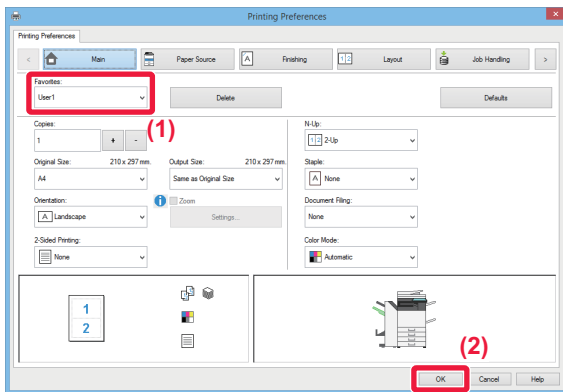 Printing Preferences
Printing Preferences
Main
Paper Source
Finishing
Layout
Job Handling
Favorites:
User1
Delete
Defaults
(1)
Copies:
1
+
-
N-Up:
2-Up
Original Size:
210 x 297 mm.
Output Size:
210 x 297 mm.
Staple:
A4
Same as Original Size
None
Orientation:
Zoom
Document Filing:
Landscape
Settings...
None
2-Sided Printing:
Color Mode:
None
Automatic
1
2
(2)
OK
Cancel
Help